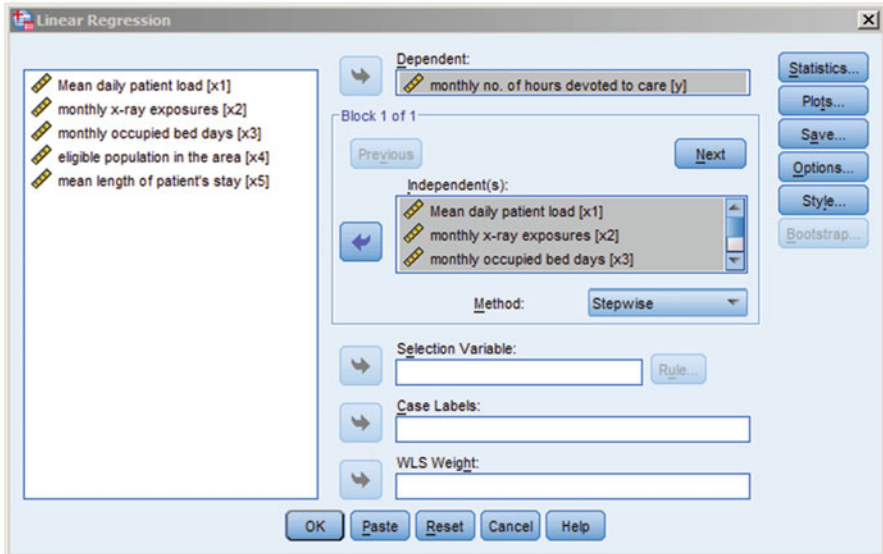 Linear Regression
Mean daily patient load [x1]
monthly x-ray exposures [x2]
monthly occupied bed days [x3]
eligible population in the area [x4]
mean length of patient's stay [x5]
Dependent:
monthly no. of hours devoted to care [y]
Block 1 of 1
Previous
Next
Independent(s):
Mean daily patient load [x1]
monthly x-ray exposures [x2]
monthly occupied bed days [x3]
Method:
Stepwise
Selection Variable:
Rule...
Case Labels:
WLS Weight:
Statistics...
Plots...
Save...
Options...
Style...
Bootstrap...
OK
Paste
Reset
Cancel
Help